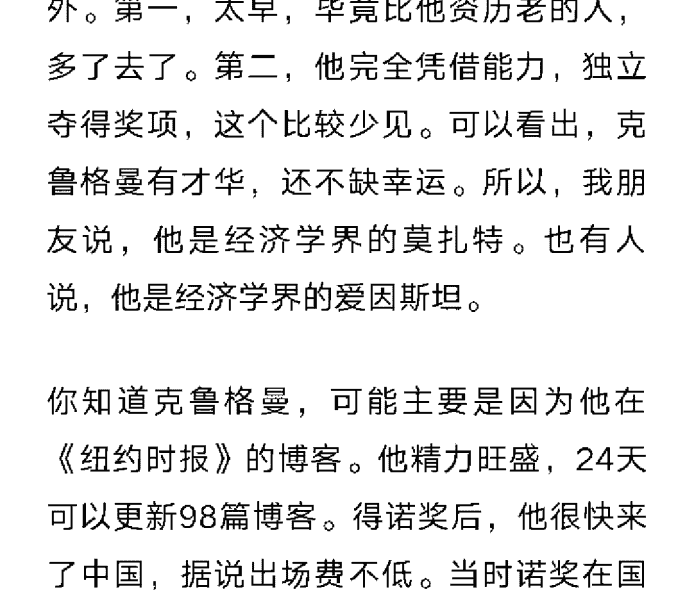 外。第一，太早，毕竟比他资历老的人，
多了去了。第二，他完全凭借能力，独立
夺得奖项，这个比较少见。可以看出，克
鲁格曼有才华，还不缺幸运。所以，我朋
友说，他是经济学界的莫扎特。也有人
说，他是经济学界的爱因斯坦。
你知道克鲁格曼，可能主要是因为他在
《纽约时报》的博客。他精力旺盛，24天
可以更新98篇博客。得诺奖后，他很快来
了中国，据说出场费不低。当时诺奖在国